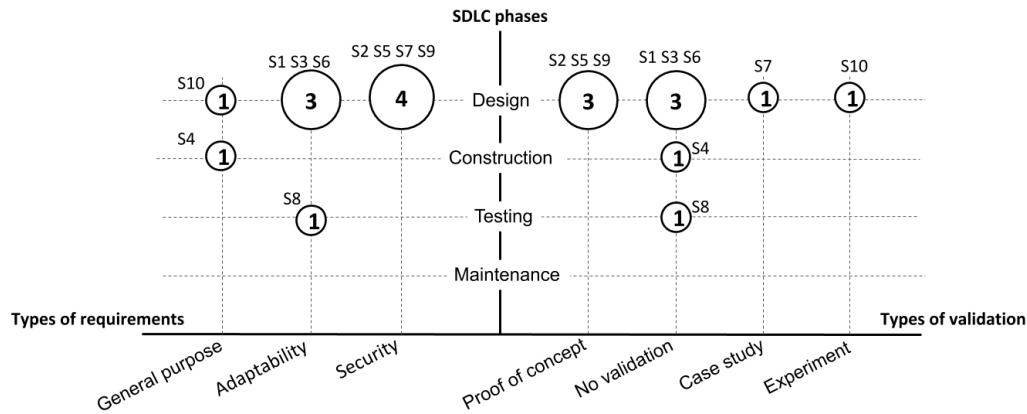 SDLC phases
S10
S1 S3 S6
S2 S5 S7 S9
S2 S5 S9
S1 S3 S6
S7
S10
1
3
4
Design
3
3
1
1
S4
1
Construction
1
S4
S8
1
Testing
1
S8
Maintenance
Types of requirements
Types of validation
General purpose
Adaptability
Security
Proof of concept
No validation
Case study
Experiment